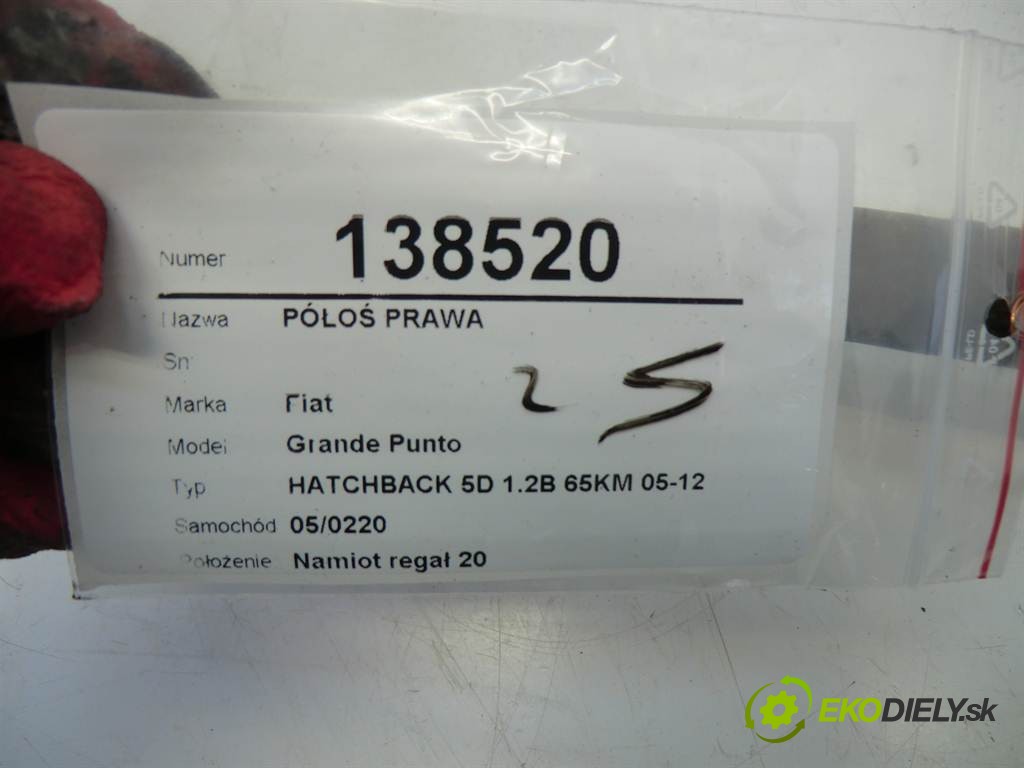 Numer 138520
Nazwa PÓŁOŚ PRAWA
Sn
Marka Fiat
25
Model Grande Punto
Typ HATCHBACK 5D 1.2B 65KM 05-12
Samochód 05/0220
Położenie Namiot regał 20
EKODIELY.sk